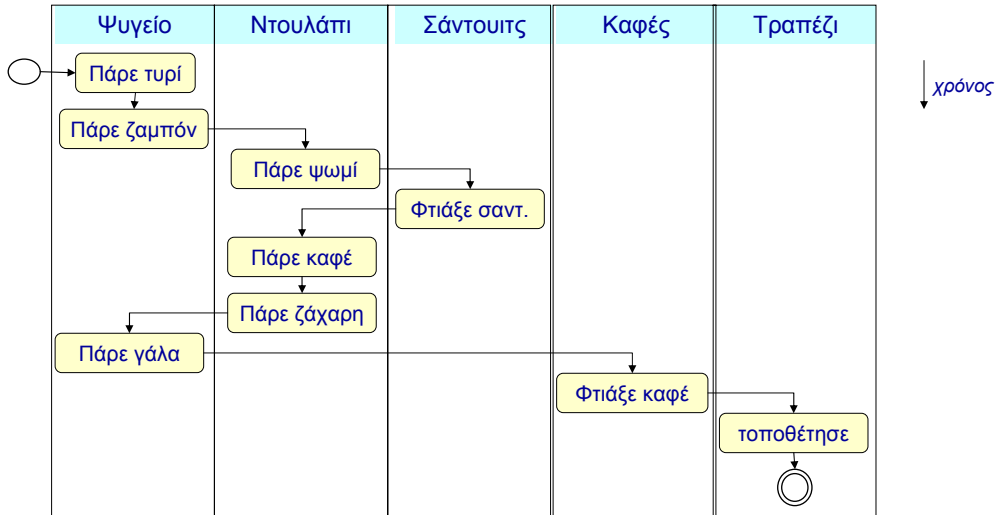 Ψυγείο
Ντουλάπι
Σάντουιτς
Καφές
Τραπέζι
Πάρε τυρί
χρόνος
Πάρε ζαμπόν
Πάρε ψωμί
Φτιάξε σαντ.
Πάρε καφέ
Πάρε ζάχαρη
Πάρε γάλα
Φτιάξε καφέ
τοποθέτησε